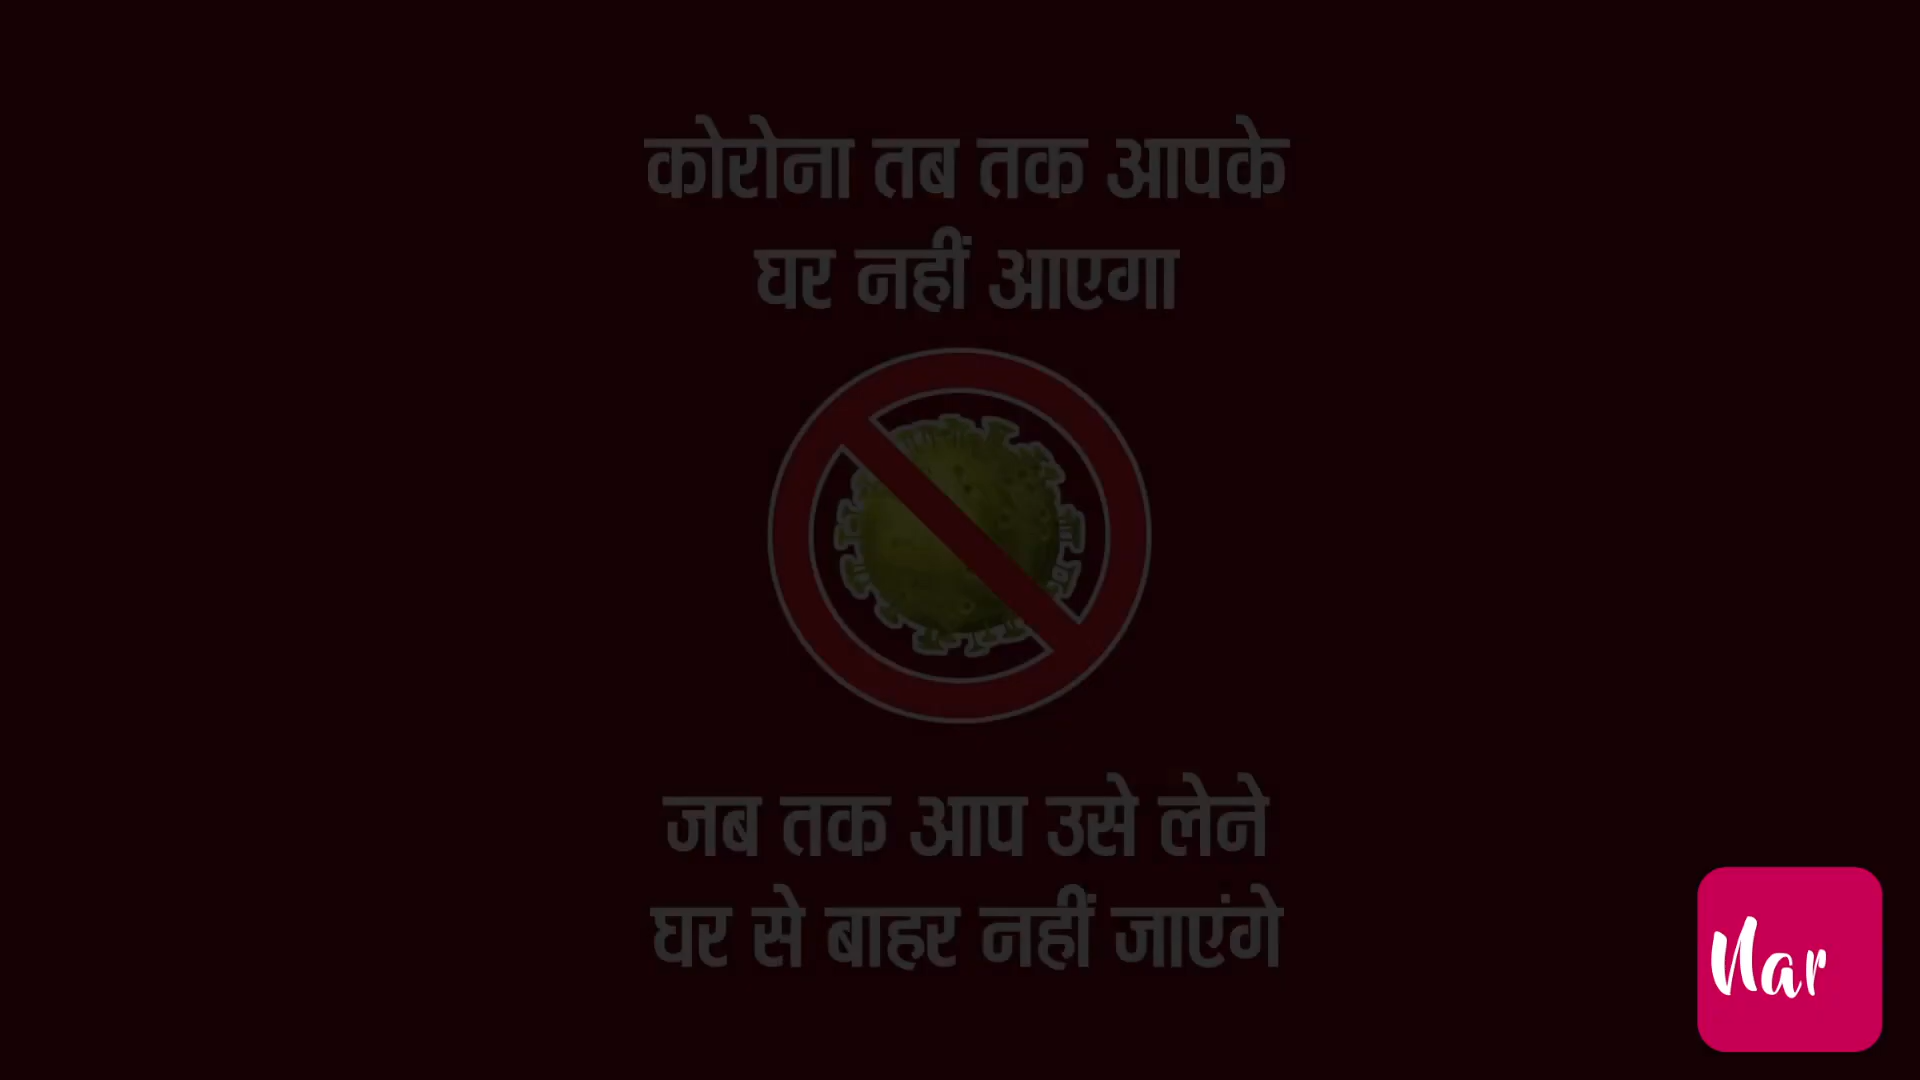 कोरोना तब तक आपके
घर नहीं आएगा
जब तक आप उसे लेने
घर से बाहर नहीं जाएंगे
Nar